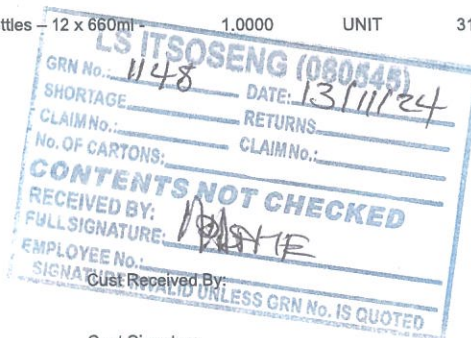 ttles – 12 x 660ml - 1.0000 UNIT 31
LS ITSOSENG (080545)
GRN No.: 1148 DATE: 13/11/24
SHORTAGE RETURNS
CLAIM No.: CLAIM No.:
No. OF CARTONS:
CONTENTS NOT CHECKED
RECEIVED BY:
FULL SIGNATURE:
EMPLOYEE No.:
Cust Received By:
SIGNATURE INVALID UNLESS GRN No. IS QUOTED